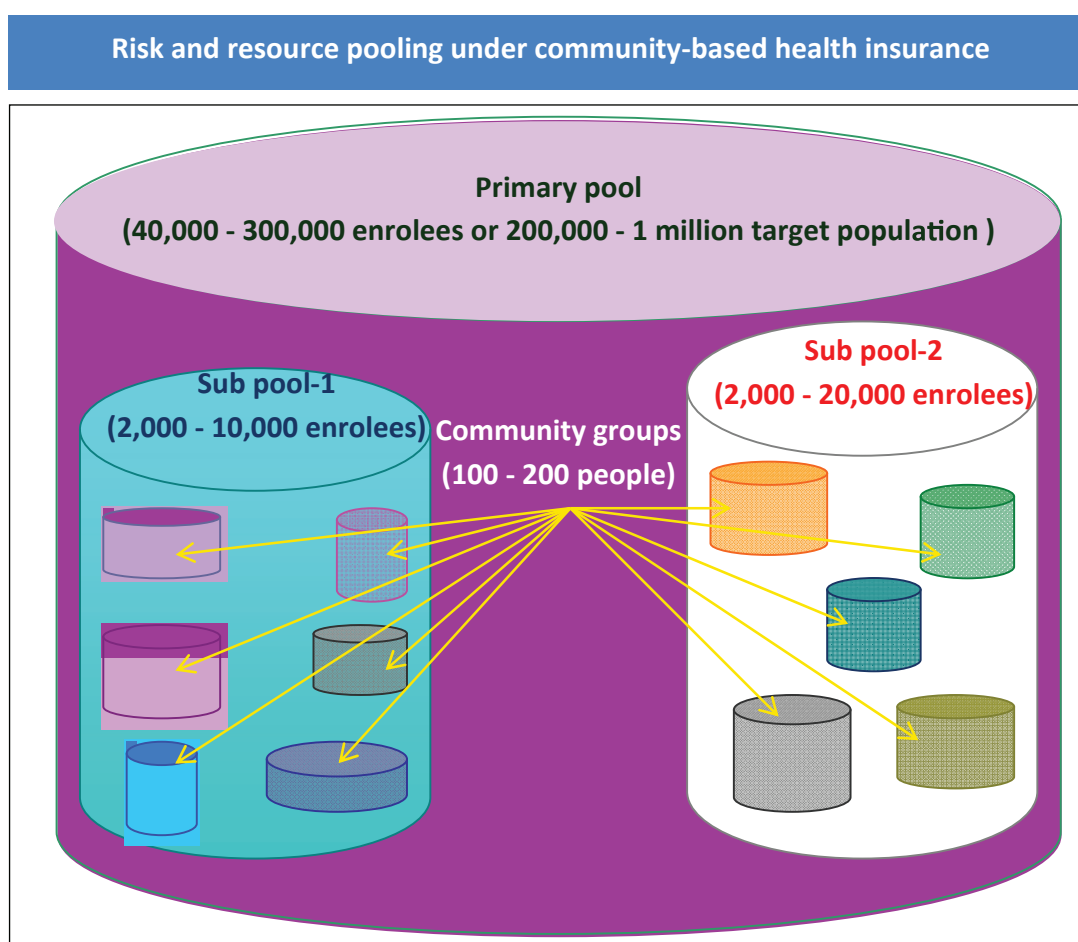 Risk and resource pooling under community-based health insurance
Primary pool
(40,000 - 300,000 enrolees or 200,000 - 1 million target population )
Sub pool-1
(2,000 - 10,000 enrolees)
Community groups
(100 - 200 people)
Sub pool-2
(2,000 - 20,000 enrolees)